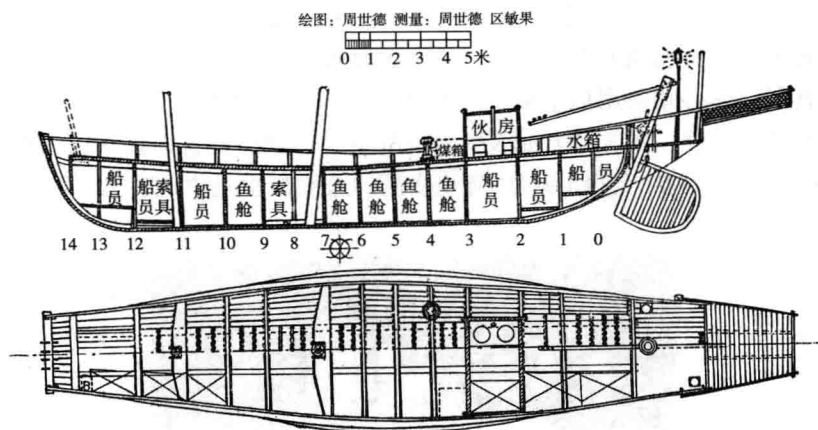 绘图：周世德 测量：周世德 区敏果
0 1 2 3 4 5米
伙 房
水箱
煤箱
船员 船员 索具 船员 鱼舱 索具 鱼舱 鱼舱 鱼舱 鱼舱 船员 船员 船 员
14 13 12 11 10 9 8 7 6 5 4 3 2 1 0